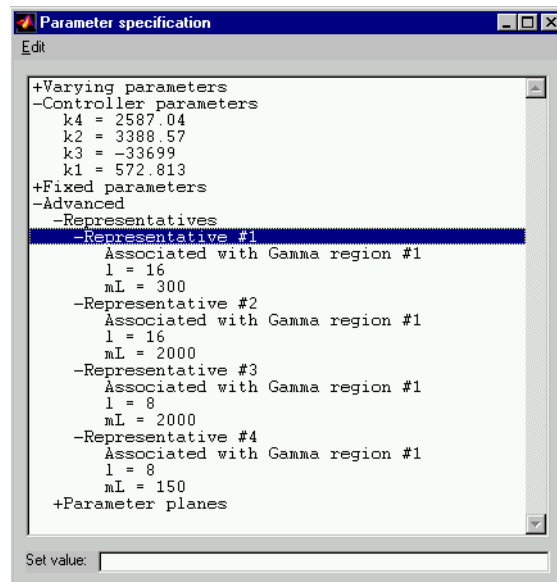 Parameter specification
Edit
+Varying parameters
-Controller parameters
k4 = 2587.04
k2 = 3388.57
k3 = -33699
k1 = 572.813
+Fixed parameters
-Advanced
-Representatives
-Representative #1
Associated with Gamma region #1
l = 16
mL = 300
-Representative #2
Associated with Gamma region #1
l = 16
mL = 2000
-Representative #3
Associated with Gamma region #1
l = 8
mL = 2000
-Representative #4
Associated with Gamma region #1
l = 8
mL = 150
+Parameter planes
Set value: